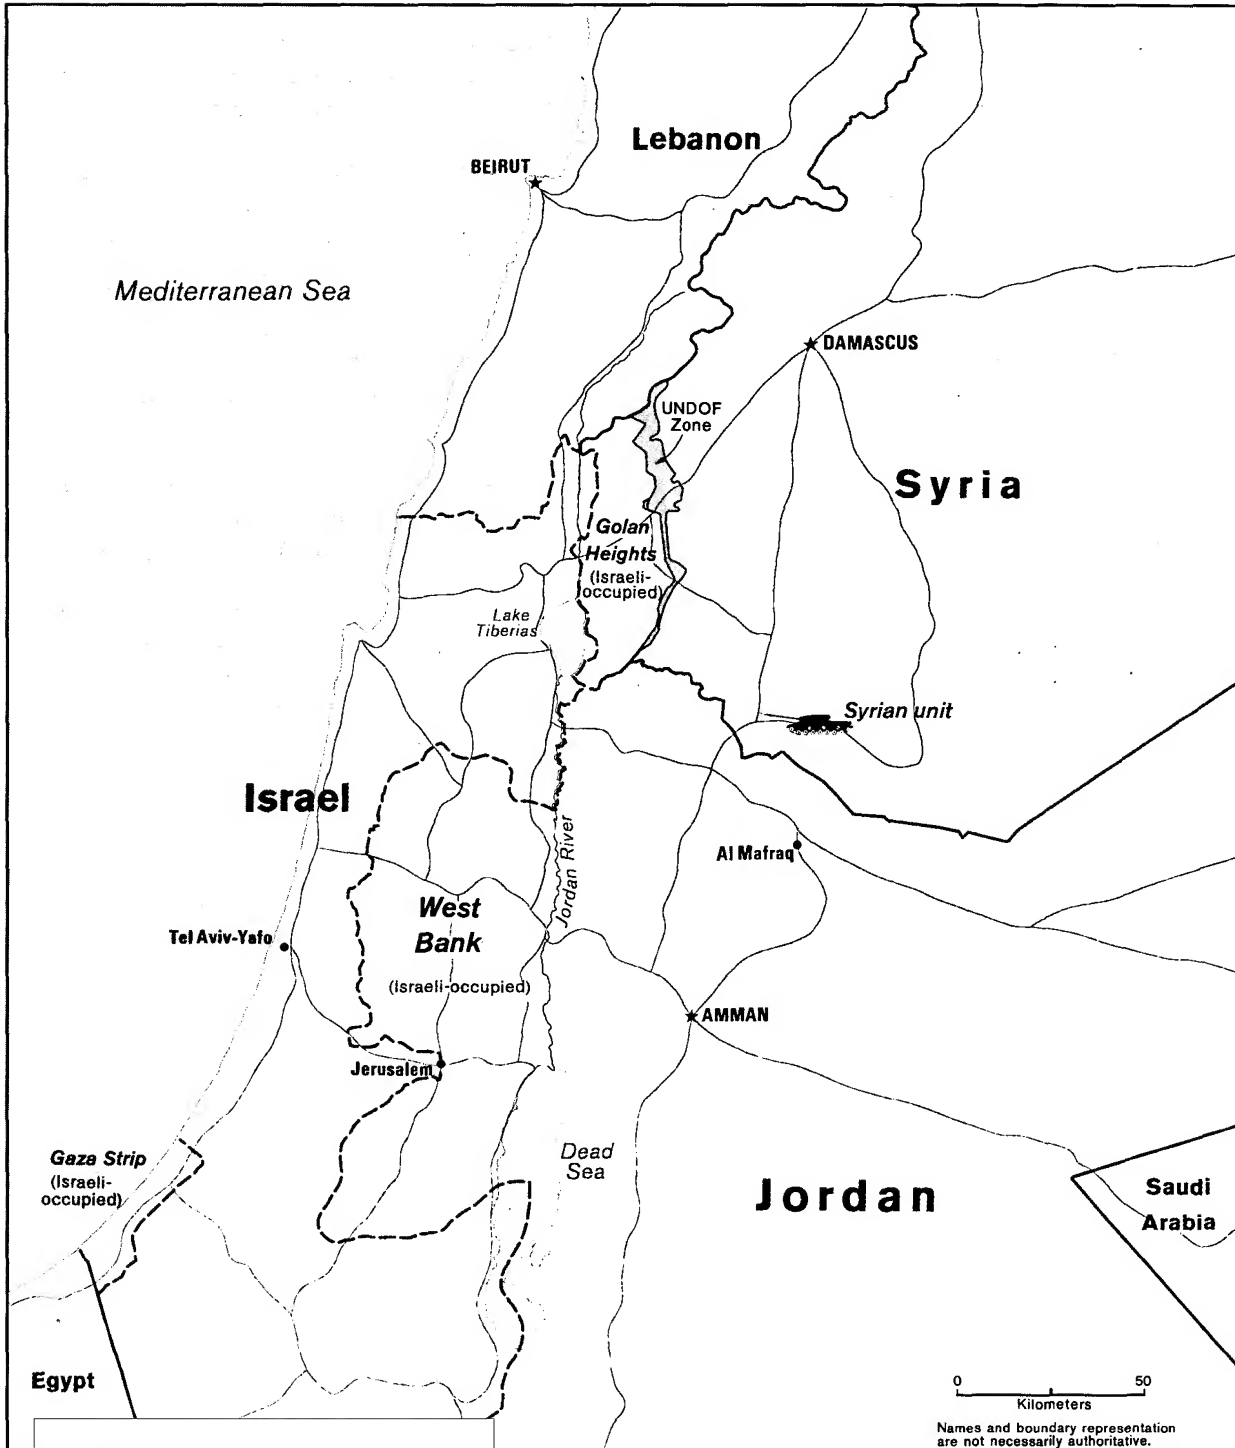 Lebanon
BEIRUT
Mediterranean Sea
DAMASCUS
UNDOF
Zone
Syria
Golan
Heights
(Israeli-
occupied)
Lake
Tiberias
Syrian unit
Israel
Jordan River
Al Mafraq
West
Bank
Tel Aviv-Yafo
(Israeli-occupied)
AMMAN
Jerusalem
Gaza Strip
(Israeli-
occupied)
Dead
Sea
Jordan
Saudi
Arabia
Egypt
0 50
Kilometers
Names and boundary representation
are not necessarily authoritative.